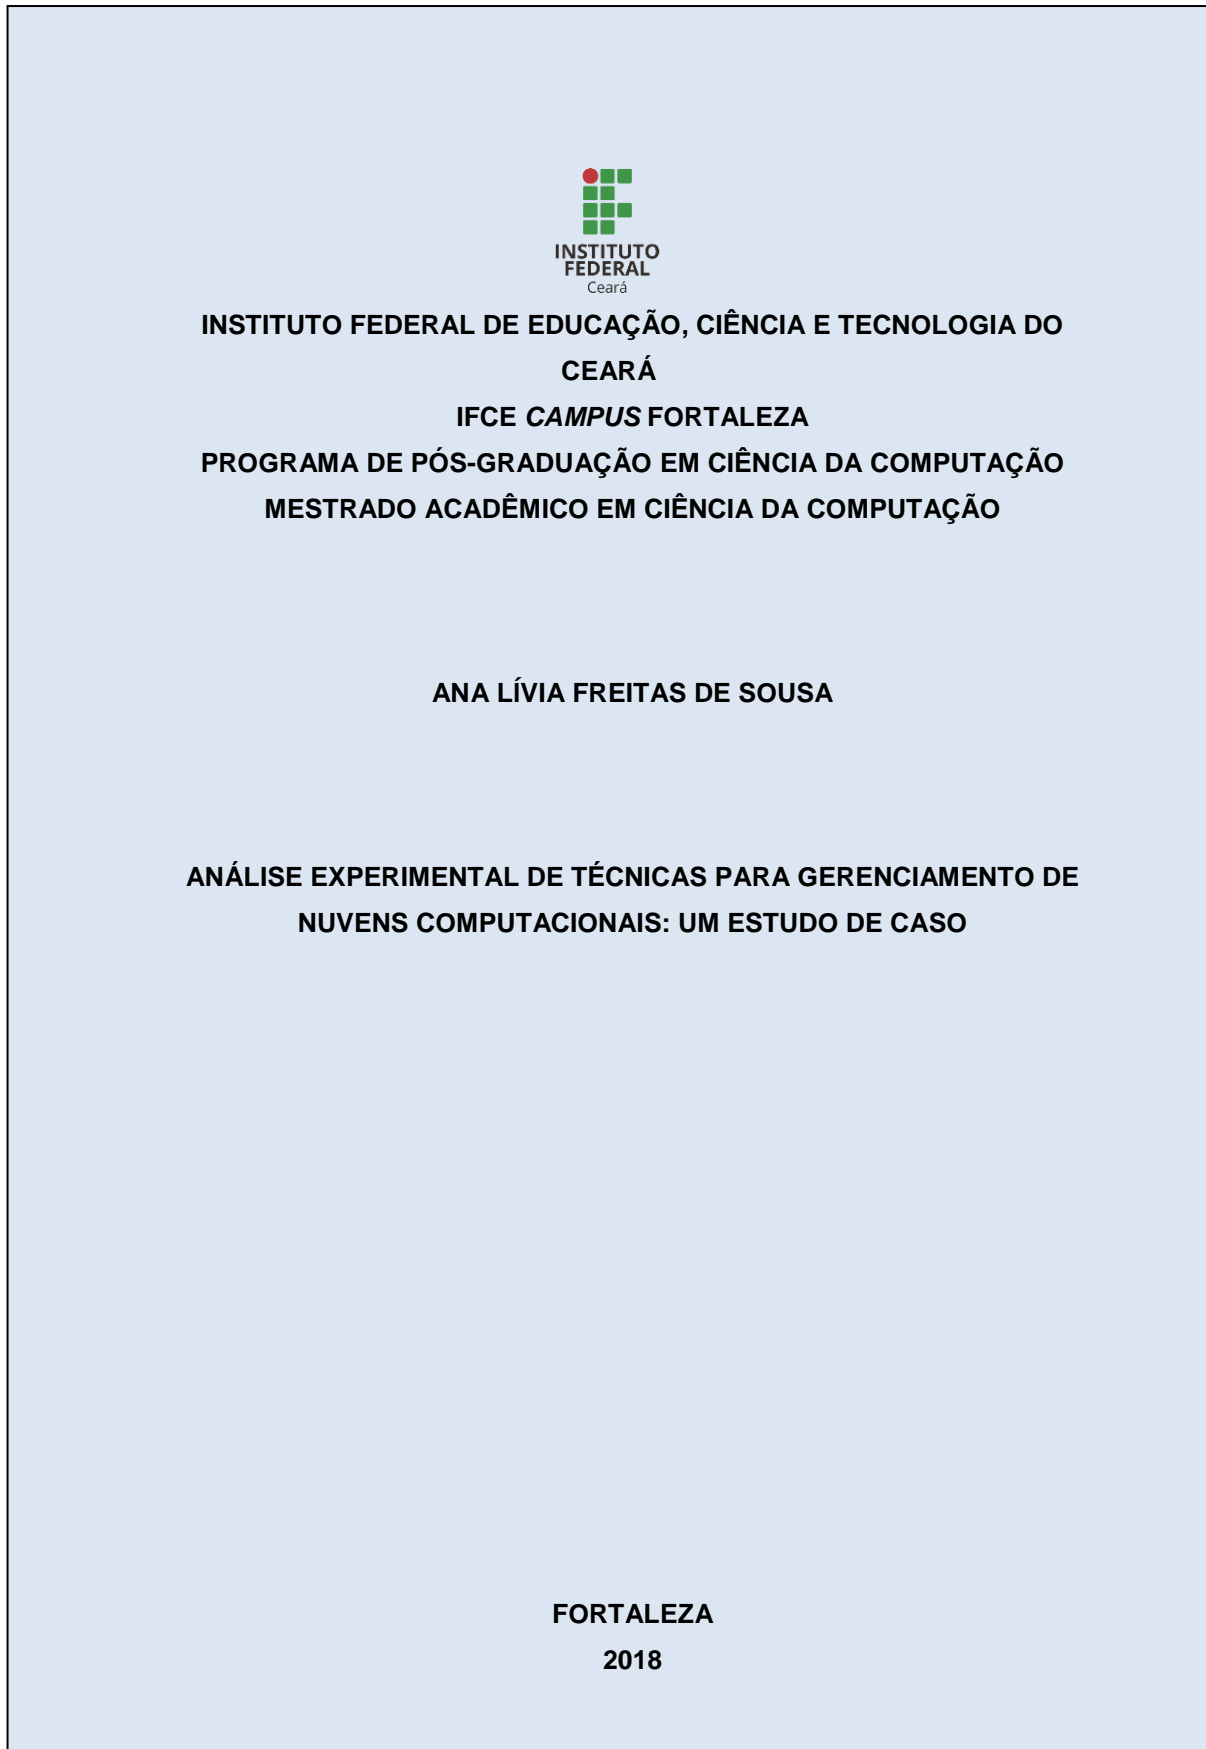 INSTITUTO
FEDERAL
Ceará
INSTITUTO FEDERAL DE EDUCAÇÃO, CIÊNCIA E TECNOLOGIA DO
CEARÁ
IFCE CAMPUS FORTALEZA
PROGRAMA DE PÓS-GRADUAÇÃO EM CIÊNCIA DA COMPUTAÇÃO
MESTRADO ACADÊMICO EM CIÊNCIA DA COMPUTAÇÃO
ANA LÍVIA FREITAS DE SOUSA
ANÁLISE EXPERIMENTAL DE TÉCNICAS PARA GERENCIAMENTO DE
NUVENS COMPUTACIONAIS: UM ESTUDO DE CASO
FORTALEZA
2018